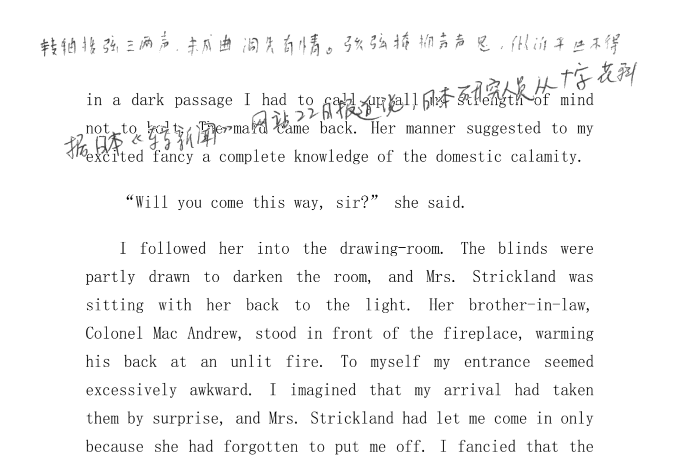 转轴拨弦三两声,未成曲调先有情。弦弦掩抑声声思,似诉平生不得
in a dark passage I had to call up all my strength of mind
据日本《产经新闻》网站22日报道说,日本研究人员从十字花科
not to bolt. The maid came back. Her manner suggested to my
excited fancy a complete knowledge of the domestic calamity.
“Will you come this way, sir?” she said.
I followed her into the drawing-room. The blinds were
partly drawn to darken the room, and Mrs. Strickland was
sitting with her back to the light. Her brother-in-law,
Colonel Mac Andrew, stood in front of the fireplace, warming
his back at an unlit fire. To myself my entrance seemed
excessively awkward. I imagined that my arrival had taken
them by surprise, and Mrs. Strickland had let me come in only
because she had forgotten to put me off. I fancied that the